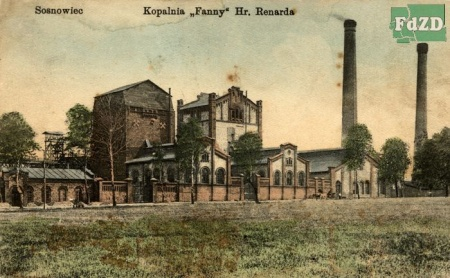 Sosnowiec
Kopalnia „Fanny“ Hr. Renarda
FdZD